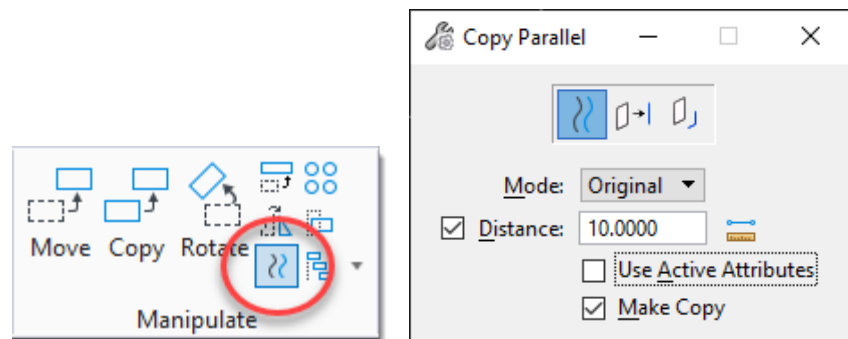 Move Copy Rotate
Manipulate
Copy Parallel
Mode: Original
Distance: 10.0000
Use Active Attributes
Make Copy